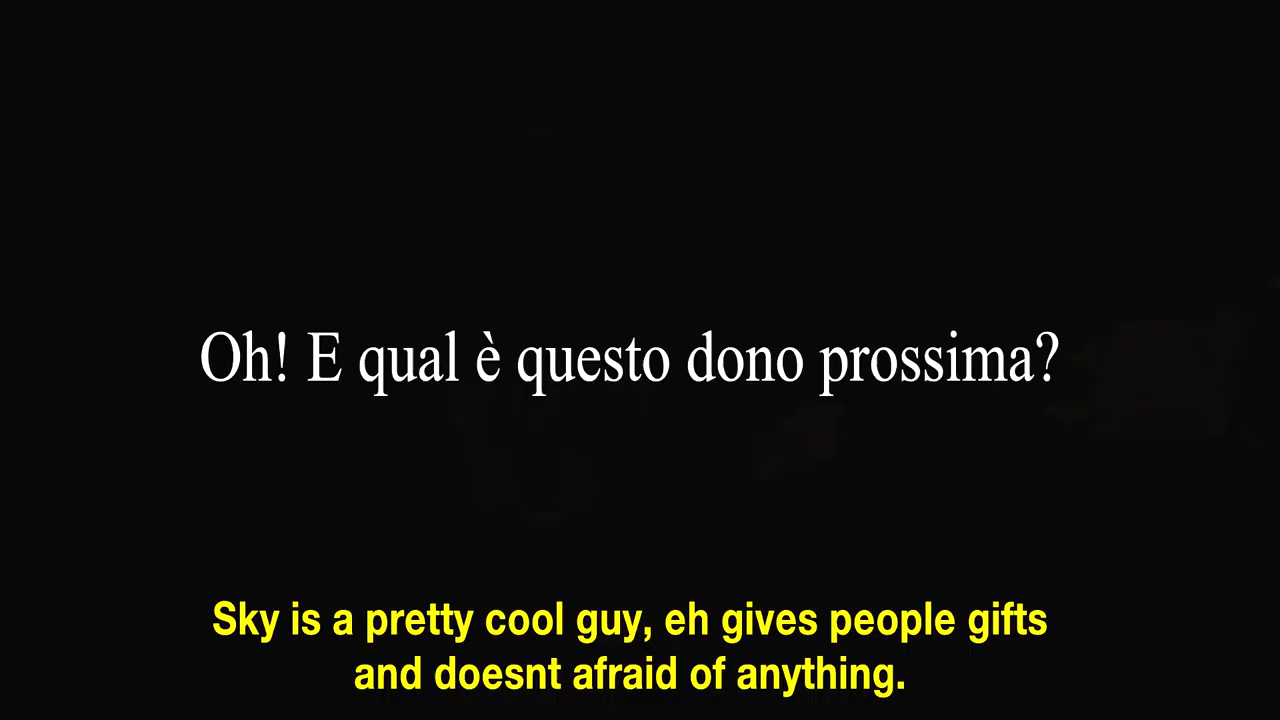 Oh! E qual è questo dono prossima?
Sky is a pretty cool guy, eh gives people gifts
and doesnt afraid of anything.